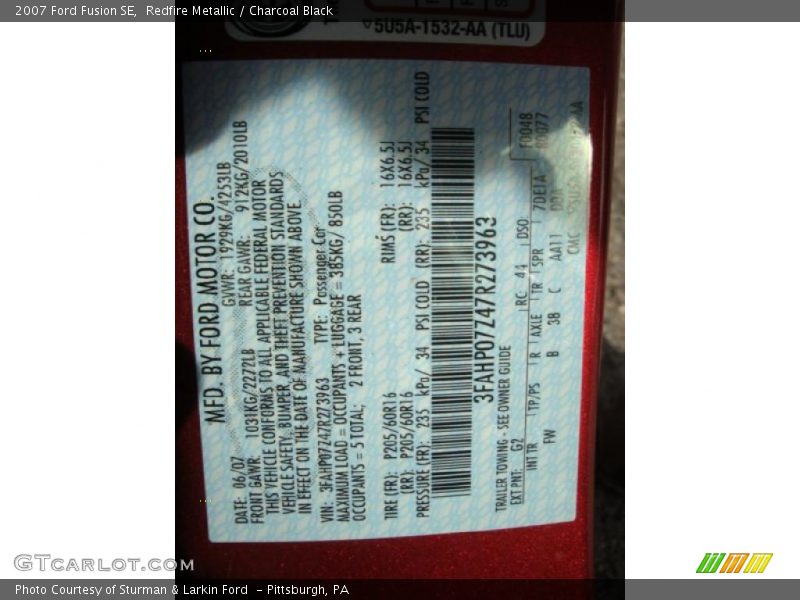 2007 Ford Fusion SE,  Redfire Metallic / Charcoal Black
5U5A-1532-AA (TLU)
MFD. BY FORD MOTOR CO.
DATE: 06/07 GVWR: 1929KG/4253LB
FRONT GAWR: 1031KG/2272LB REAR GAWR: 912KG/2010LB
THIS VEHICLE CONFORMS TO ALL APPLICABLE FEDERAL MOTOR
VEHICLE SAFETY, BUMPER, AND THEFT PREVENTION STANDARDS
IN EFFECT ON THE DATE OF MANUFACTURE SHOWN ABOVE.
VIN: 3FAHP07Z47R273963 TYPE: Passenger Car
MAXIMUM LOAD = OCCUPANTS + LUGGAGE = 385KG/ 850LB
OCCUPANTS = 5 TOTAL; 2 FRONT, 3 REAR
TIRE (FR): P205/60R16 RIMS (FR): 16X6.5J
(RR): P205/60R16 (RR): 16X6.5J
PRESSURE (FR): 235 kPa/ 34 PSI COLD (RR): 235 kPa/ 34 PSI COLD
3FAHP07Z47R273963
TRAILER TOWING - SEE OWNER GUIDE
F0048
EXT PNT: G2 RC: 44 DSO: R0077
INT TR TP/PS R AXLE TR SPR 7DE1A
FW B 38 C AA11
CMC
GTCARLOT.COM
Photo Courtesy of Sturman & Larkin Ford  - Pittsburgh, PA